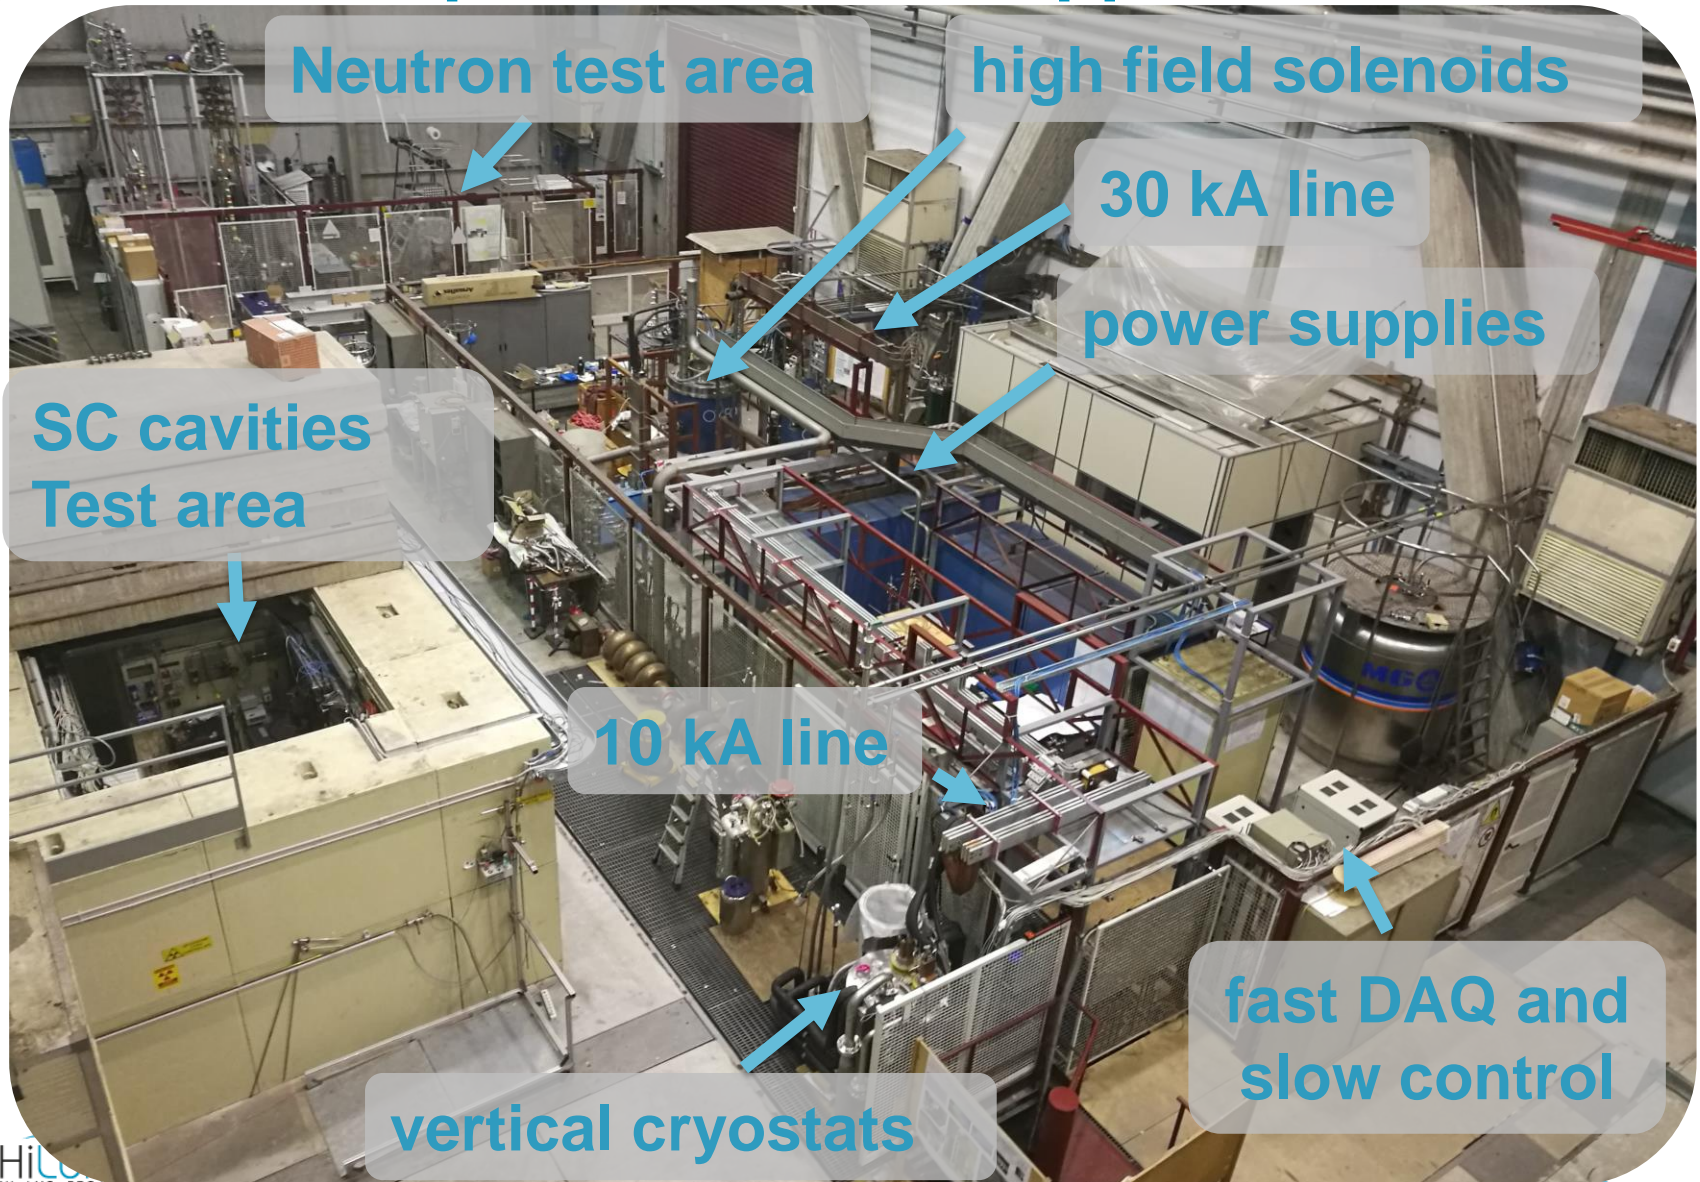 Neutron test area
high field solenoids
30 kA line
power supplies
SC cavities
Test area
10 kA line
fast DAQ and
slow control
vertical cryostats
MG